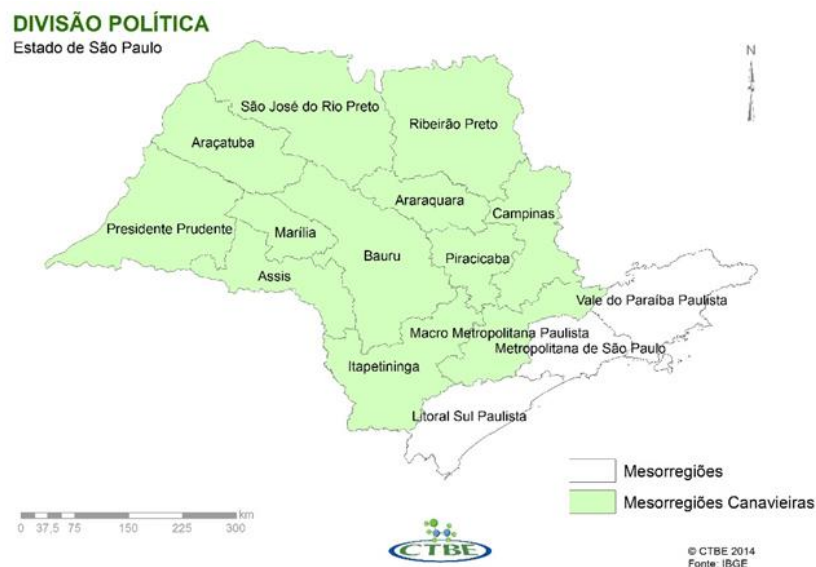 DIVISÃO POLÍTICA
Estado de São Paulo
N
São José do Rio Preto
Ribeirão Preto
Araçatuba
Araraquara
Campinas
Presidente Prudente
Marília
Bauru
Piracicaba
Assis
Vale do Paraíba Paulista
Macro Metropolitana Paulista
Metropolitana de São Paulo
Itapetininga
Litoral Sul Paulista
Mesorregiões
Mesorregiões Canavieiras
km
0 37,5 75 150 225 300
CTBE
© CTBE 2014
Fonte: IBGE